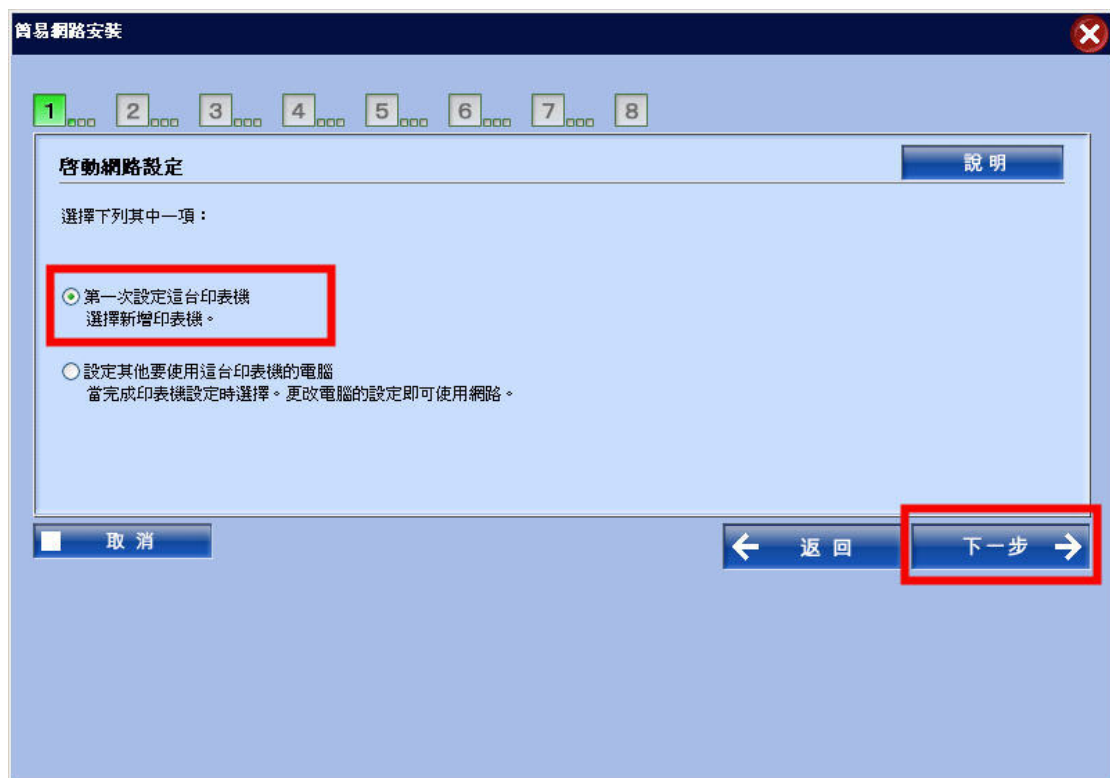 簡易網路安裝
1 2 3 4 5 6 7 8
啓動網路設定
說明
選擇下列其中一項：
第一次設定這台印表機
選擇新增印表機。
設定其他要使用這台印表機的電腦
當完成印表機設定時選擇。更改電腦的設定即可使用網路。
取消
返回
下一步